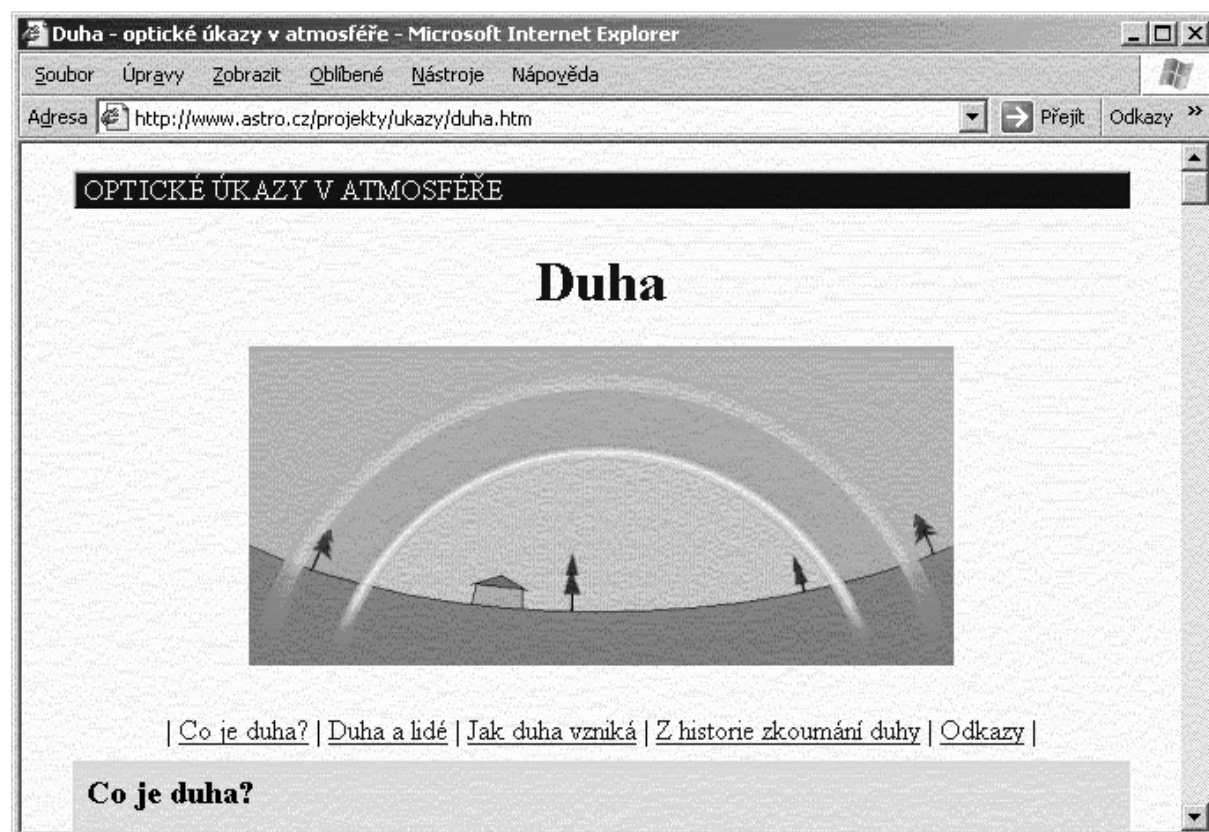 Duha - optické úkazy v atmosféře - Microsoft Internet Explorer
Soubor Úpravy Zobrazit Oblíbené Nástroje Nápověda
Adresa http://www.astro.cz/projekty/ukazy/duha.htm Přejít Odkazy »
OPTICKÉ ÚKAZY V ATMOSFÉŘE
Duha
| Co je duha? | Duha a lidé | Jak duha vzniká | Z historie zkoumání duhy | Odkazy |
Co je duha?